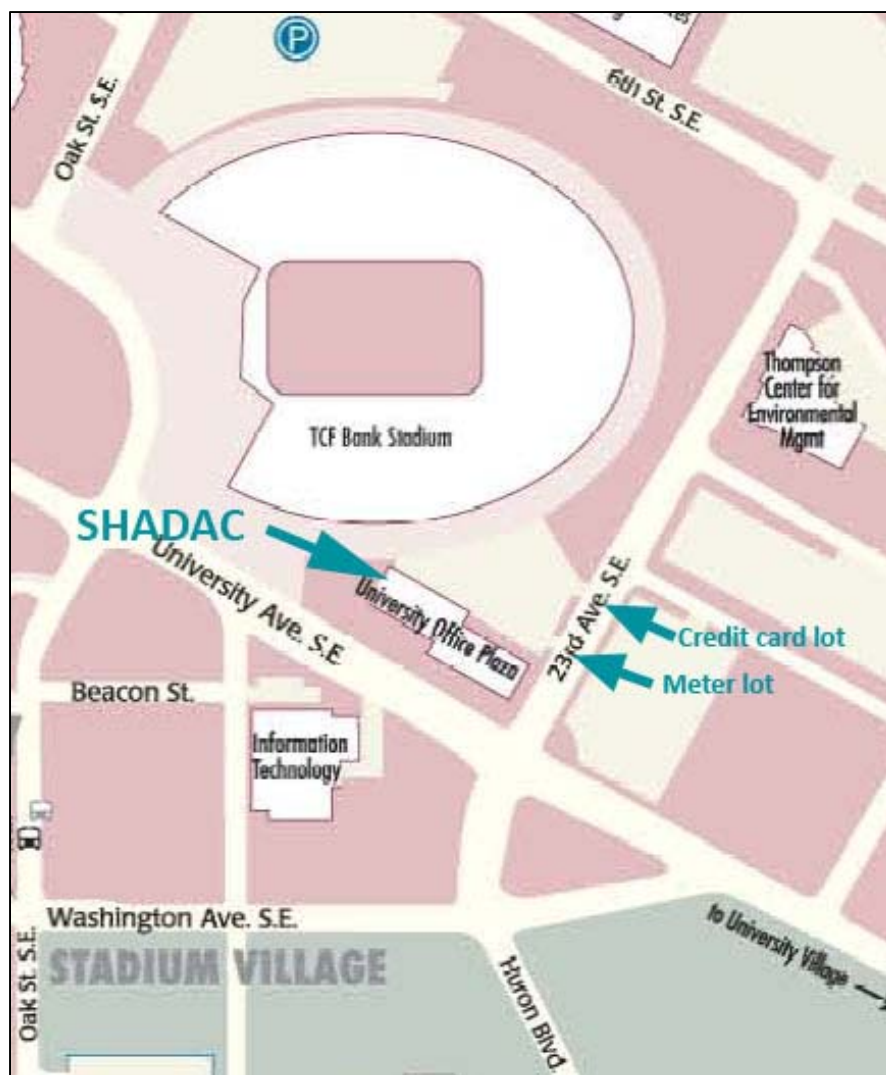 P
Oak St. S.E.
6th St. S.E.
Thompson
Center for
Environmental
Mgmt
TCF Bank Stadium
SHADAC
University Ave. S.E.
University Office Plaza
23rd Ave. S.E.
Credit card lot
Meter lot
Beacon St.
Information
Technology
Washington Ave. S.E.
STADIUM VILLAGE
Oak St. S.E.
Huron Blvd.
to University Village